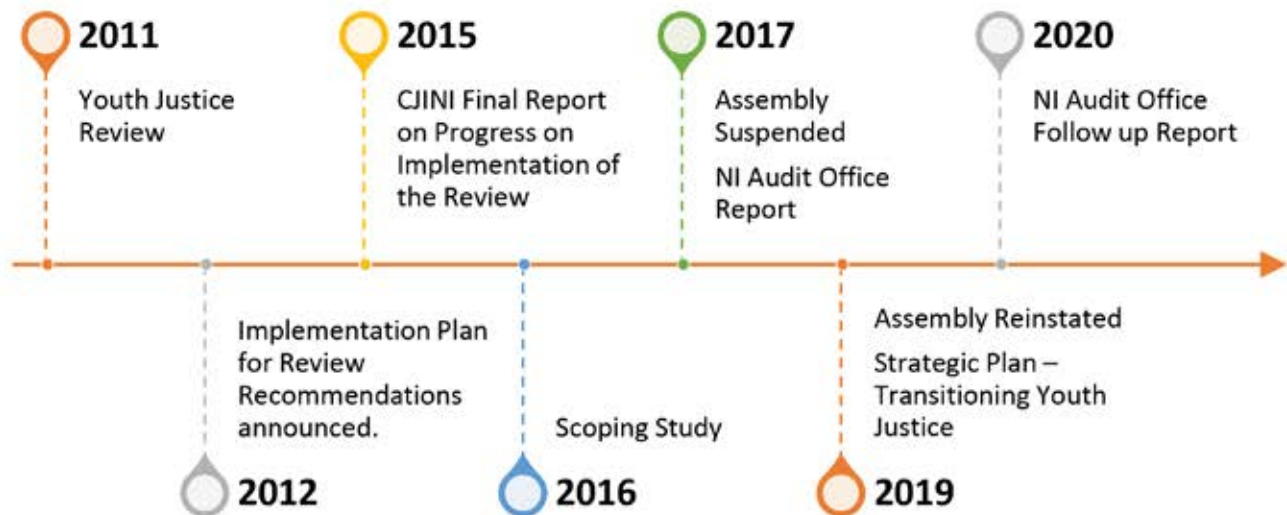 2011
Youth Justice
Review
2015
CJINI Final Report
on Progress on
Implementation of
the Review
2017
Assembly
Suspended
NI Audit Office
Report
2020
NI Audit Office
Follow up Report
Implementation Plan
for Review
Recommendations
announced.
2012
Scoping Study
2016
Assembly Reinstated
Strategic Plan –
Transitioning Youth
Justice
2019